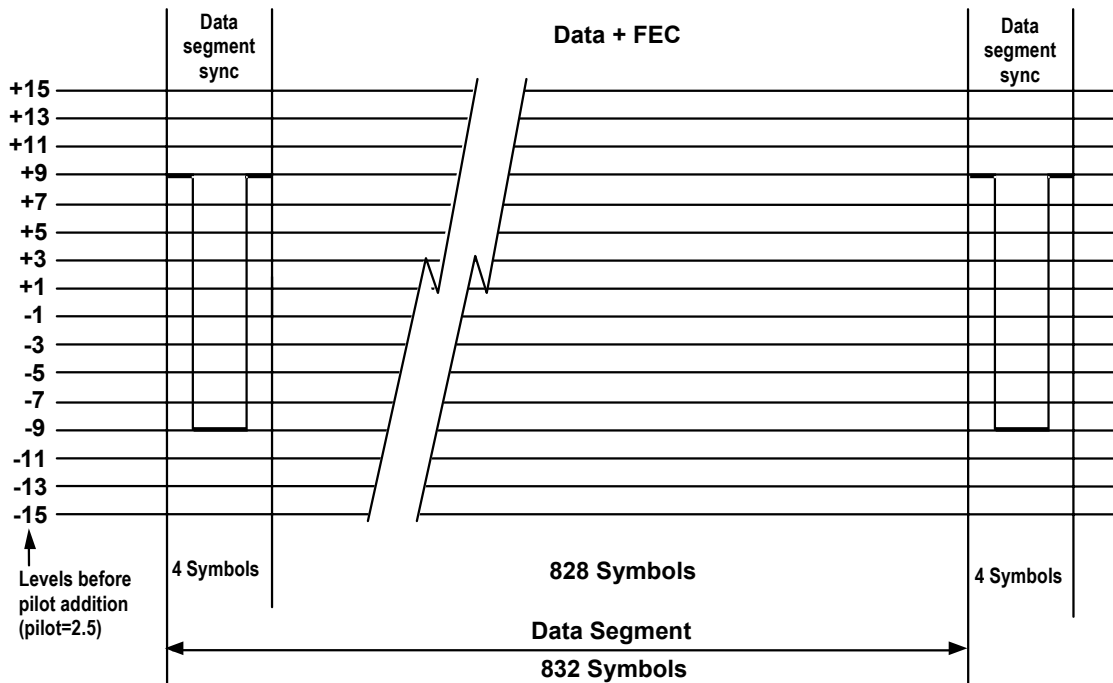 Data
segment
sync
Data + FEC
Data
segment
sync
+15
+13
+11
+9
+7
+5
+3
+1
-1
-3
-5
-7
-9
-11
-13
-15
Levels before
pilot addition
(pilot=2.5)
4 Symbols
828 Symbols
4 Symbols
Data Segment
832 Symbols